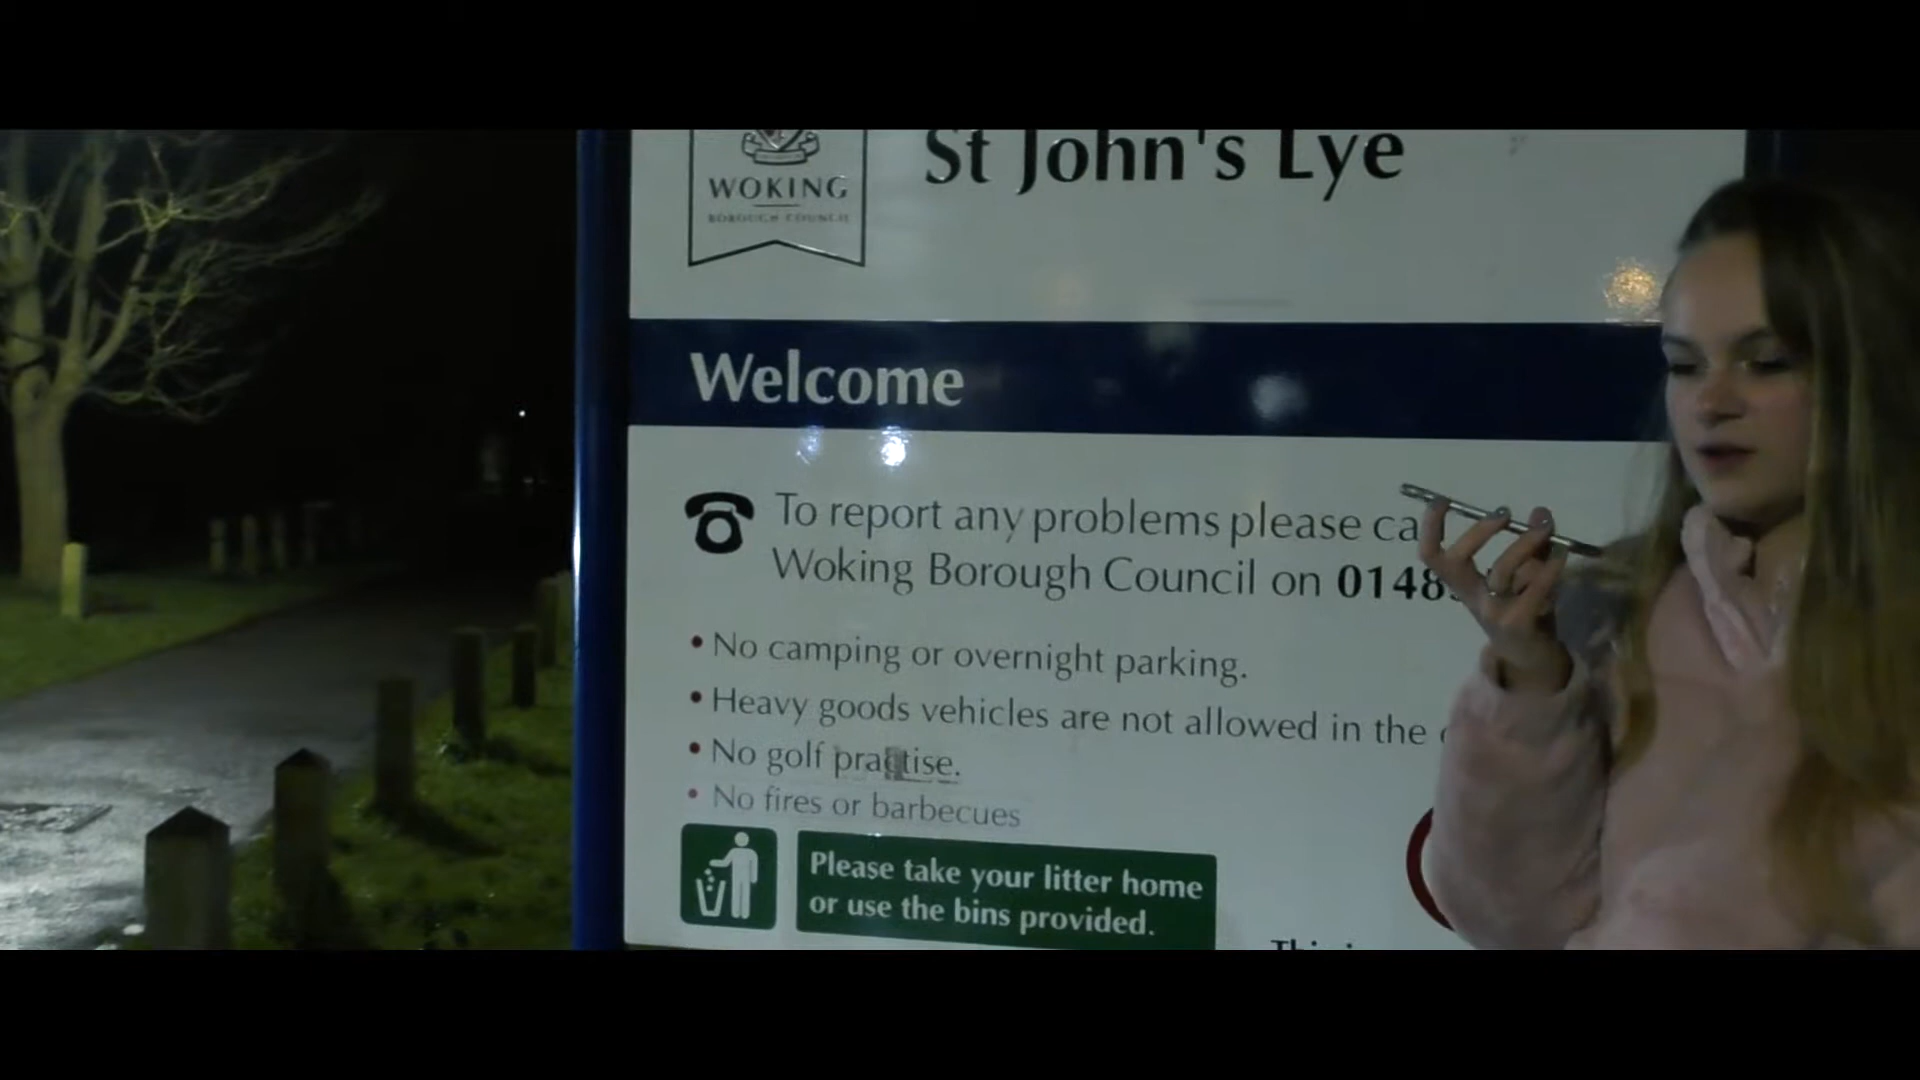 St John's Lye
WOKING
BOROUGH COUNCIL
Welcome
To report any problems please ca
Woking Borough Council on 0148
• No camping or overnight parking.
• Heavy goods vehicles are not allowed in the
• No golf practise.
• No fires or barbecues
Please take your litter home
or use the bins provided.